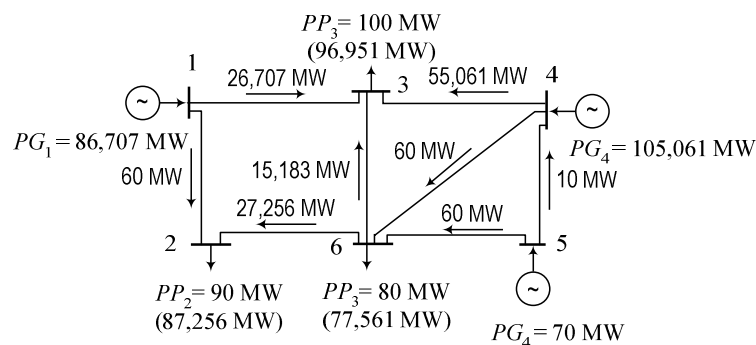 PP₃ = 100 MW
(96,951 MW)
1
26,707 MW
3
55,061 MW
4
~
~
PG₁ = 86,707 MW
60 MW
15,183 MW
60 MW
PG₄ = 105,061 MW
10 MW
27,256 MW
60 MW
2
6
5
PP₂ = 90 MW
(87,256 MW)
PP₃ = 80 MW
(77,561 MW)
~
PG₄ = 70 MW